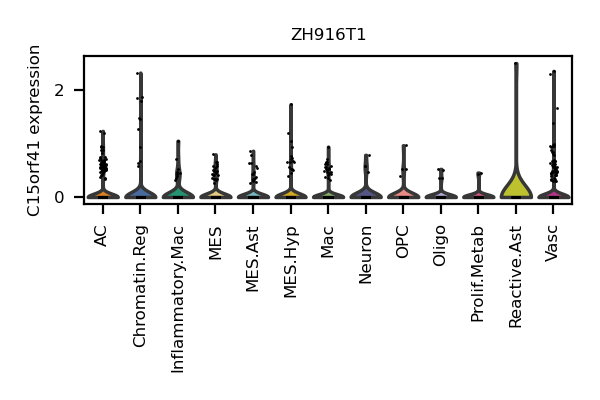 ZH916T1
C15orf41 expression
2
0
AC
Chromatin.Reg
Inflammatory.Mac
MES
MES.Ast
MES.Hyp
Mac
Neuron
OPC
Oligo
Prolif.Metab
Reactive.Ast
Vasc